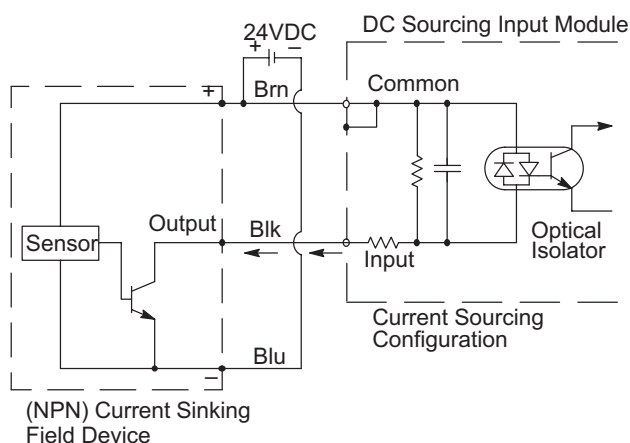 24VDC
+ −
DC Sourcing Input Module
+
Brn
Common
Output
Blk
Sensor
Input
Optical
Isolator
Current Sourcing
Configuration
Blu
−
(NPN) Current Sinking
Field Device